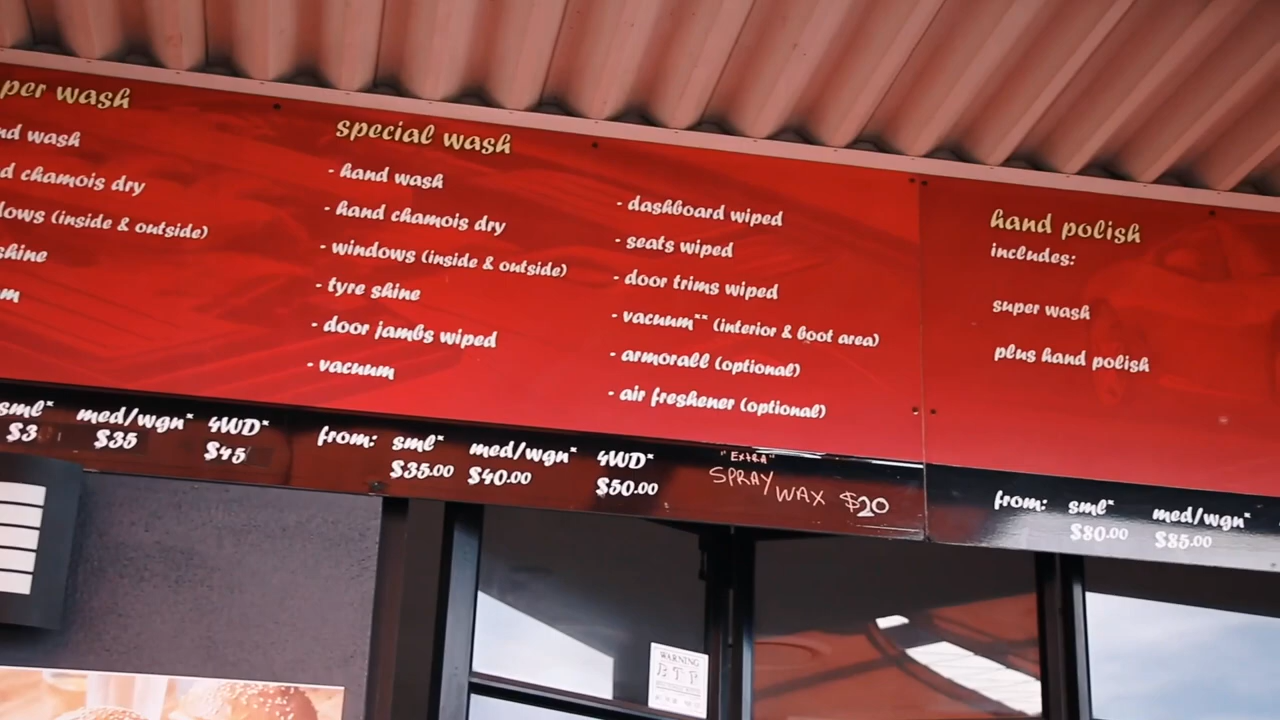 per wash
nd wash
d chamois dry
lows (inside & outside)
shine
m
sml* med/wgn* 4WD*
$3 $35 $45
special wash
- hand wash
- hand chamois dry
- windows (inside & outside)
- tyre shine
- door jambs wiped
- vacuum
- dashboard wiped
- seats wiped
- door trims wiped
- vacuum** (interior & boot area)
- armorall (optional)
- air freshener (optional)
from: sml* med/wgn* 4WD*
$35.00 $40.00 $50.00
"EXTRA"
SPRAY WAX $20
hand polish
includes:
super wash
plus hand polish
from: sml* med/wgn*
$80.00 $85.00
WARNING